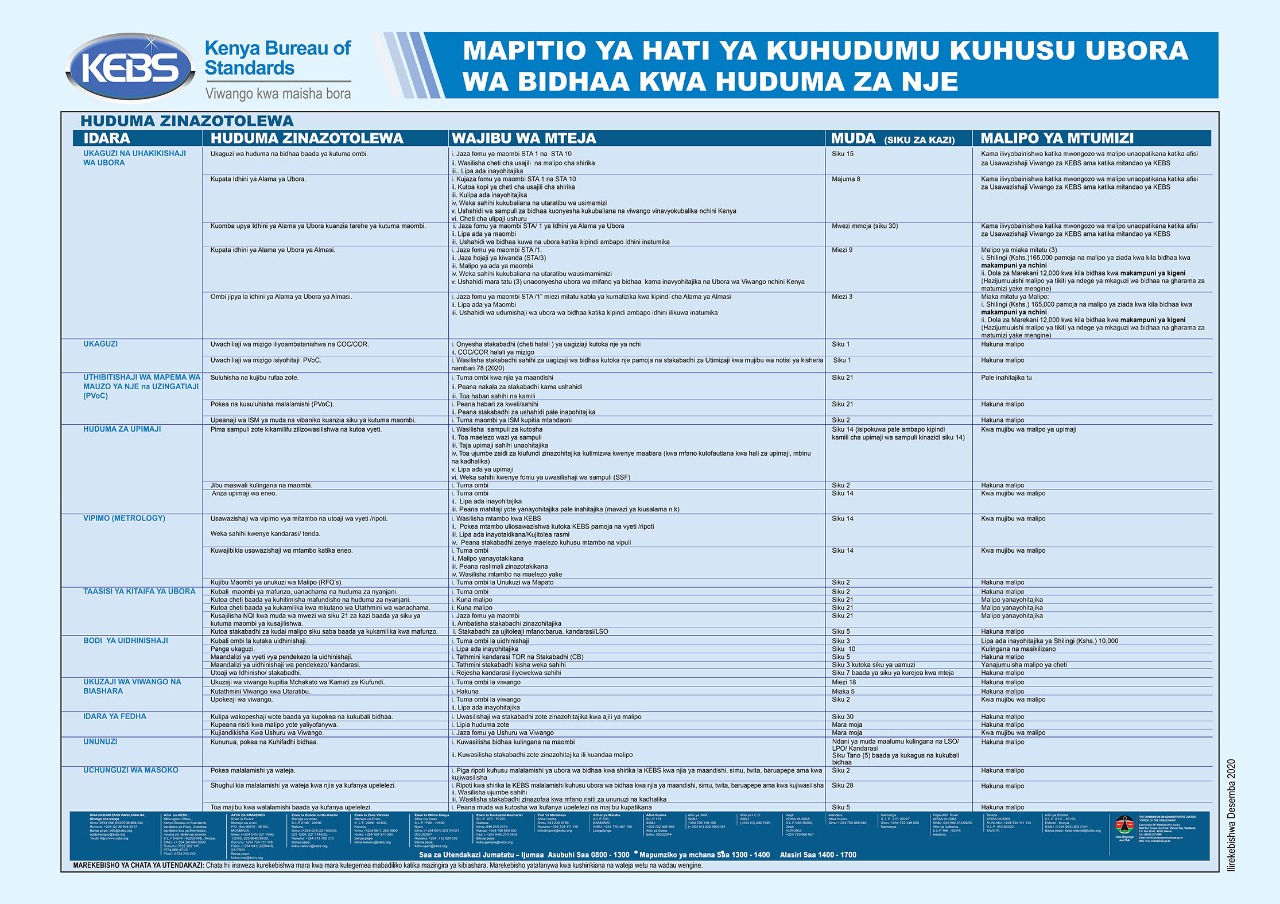 KEBS
Kenya Bureau of
Standards
Viwango kwa maisha bora
MAPITIO YA HATI YA KUHUDUMU KUHUSU UBORA
WA BIDHAA KWA HUDUMA ZA NJE
HUDUMA ZINAZOTOLEWA
IDARA HUDUMA ZINAZOTOLEWA WAJIBU WA MTEJA MUDA (SIKU ZA KAZI) MALIPO YA MTUMIZI
UKAGUZI NA UHAKIKISHAJI
WA UBORA
Ukaguzi wa huduma na bidhaa baada ya kutuma ombi.
i. Jaza fomu ya maombi STA 1 na STA 10
ii. Wasilisha cheti cha usajili na malipo cha shirika
iii.. Lipa ada inayohitajika
Siku 15
Kama ilivyobainishwa katika mwongozo wa malipo unaopatikana katika afisi
za Usawazishaji Viwango za KEBS ama katika mitandao ya KEBS
Kupata Idhini ya Alama ya Ubora.
i. Kujaza fomu ya maombi STA 1 na STA 10
ii. Kutoa kopi ya cheti cha usajili cha shirika
iii. Kulipa ada inayohitajika
iv. Weka sahihi kukubaliana na utaratibu wa usimamizi
v. Ushahidi wa sampuli za bidhaa kuonyesha kukubaliana na viwango vinavyokubalika nchini Kenya
vi. Cheti cha ulipaji ushuru
Majuma 8
Kama ilivyobainishwa katika mwongozo wa malipo unaopatikana katika afisi
za Usawazishaji Viwango za KEBS ama katika mitandao ya KEBS
Kuomba upya Idhini ya Alama ya Ubora kuanzia tarehe ya kutuma maombi.
i. Jaza fomu ya maombi STA/ 1 ya Idhini ya Alama ya Ubora
ii. Lipa ada ya maombi
iii. Ushahidi wa bidhaa kuwa na ubora katika kipindi ambapo idhini inatumika
Mwezi mmoja (siku 30)
Kama ilivyobainishwa katika mwongozo wa malipo unaopatikana katika afisi
za Usawazishaji Viwango za KEBS ama katika mitandao ya KEBS
Kupata idhini ya Alama ya Ubora ya Almasi.
i. Jaza fomu ya maombi STA /1.
ii. Jaza hojaji ya kiwanda (STA/3)
iii. Malipo ya ada ya maombi
iv. Weka sahihi kukubaliana na utaratibu wausimamimizi
v. Ushahidi mara tatu (3) unaoonyesha ubora wa mifano ya bidhaa kama inavyohitajika na Ubora wa Viwango nchini Kenya
Miezi 9
Malipo ya miaka mitatu (3)
i. Shilingi (Kshs.)165,000 pamoja na malipo ya ziada kwa kila bidhaa kwa
makampuni ya nchini
ii. Dola za Marekani 12,000 kwa kila bidhaa kwa makampuni ya kigeni
(Hazijumuishi malipo ya tikiti ya ndege ya mkaguzi wa bidhaa na gharama za
matumizi yake mengine)
Ombi jipya la idhini ya Alama ya Ubora ya Almasi.
i. Jaza fomu ya maombi STA /1" miezi mitatu kabla ya kumalizika kwa kipindi cha Alama ya Almasi
ii. Lipa ada ya Maombi
iii. Ushahidi wa udumishaji wa ubora wa bidhaa katika kipindi ambapo idhini ilikuwa inatumika
Miezi 3
Miaka mitatu ya Malipo:
i. Shilingi (Kshs.) 165,000 pamoja na malipo ya ziada kwa kila bidhaa kwa
makampuni ya nchini
ii. Dola za Marekani 12,000 kwa kila bidhaa kwa makampuni ya kigeni
(Hazijumuishi malipo ya tikiti ya ndege ya mkaguzi wa bidhaa na gharama za
matumizi yake mengine)
UKAGUZI
Uwachiliaji wa mizigo iliyoambatanishwa na COC/COR.
i. Onyesha stakabadhi (cheti halali ) ya uagizaji kutoka nje ya nchi
ii. COC/COR halali ya mizigo
Siku 1
Hakuna malipo
Uwachiliaji wa mizigo isiyohitaji PVoC.
i. Wasilisha stakabadhi sahihi za uagizaji wa bidhaa kutoka nje pamoja na stakabadhi za Utimizaji kwa mujibu wa notisi ya kisheria
nambari 78 (2020)
Siku 1
Hakuna malipo
UTHIBITISHAJI WA MAPEMA WA
MAUZO YA NJE na UZINGATIAJI
(PVoC)
Suluhisha na kujibu rufaa zote.
i. Tuma ombi kwa njia ya maandishi
ii. Peana nakala za stakabadhi kama ushahidi
iii. Toa habari sahihi na kamili
Siku 21
Pale inahitajika tu
Pokea na kusuluhisha malalamishi (PVoC).
i. Peana habari za kweli/sahihi
ii. Peana stakabadhi za ushahidi pale inapohitajika
Siku 21
Hakuna malipo
Upeanaji wa ISM ya muda na vibaniko kuanzia siku ya kutuma maombi.
i. Tuma maombi ya ISM kupitia mtandaoni
Siku 2
Hakuna malipo
HUDUMA ZA UPIMAJI
Pima sampuli zote kikamilifu zilizowasilishwa na kutoa vyeti.
i. Wasilisha sampuli za kutosha
ii. Toa maelezo wazi ya sampuli
iii. Taja upimaji sahihi unaohitajika
iv. Toa ujumbe zaidi za kiufundi zinazohitajika kutimizwa kwenye maabara (kwa mfano kutofautiana kwa hali za upimaji, mbinu
na kadhalika)
v. Lipa ada ya upimaji
vi. Weka sahihi kwenye fomu ya uwasilishaji wa sampuli (SSF)
Siku 14 (isipokuwa pale ambapo kipindi
kamili cha upimaji wa sampuli kinazidi siku 14)
Kwa mujibu wa malipo ya upimaji
Jibu maswali kulingana na maombi.
i. Tuma ombi
Siku 2
Hakuna malipo
Anza upimaji wa eneo.
i. Tuma ombi
ii. Lipa ada inayohitajika
iii. Peana mahitaji yote yanayohitajika pale inahitajika (mavazi ya kiusalama n.k)
Siku 14
Kwa mujibu wa malipo
VIPIMO (METROLOGY)
Usawazishaji wa vipimo vya mitambo na utoaji wa vyeti /ripoti.
Weka sahihi kwenye kandarasi/ tenda.
i. Wasilisha mtambo kwa KEBS
ii. Pokea mtambo uliosawazishwa kutoka KEBS pamoja na vyeti /ripoti
iii. Lipa ada inayotakikana/Kujitolea rasmi
iv. Peana stakabadhi zenye maelezo kuhusu mtambo na vipuli
Siku 14
Kwa mujibu wa malipo
Kuwajibikia usawazishaji wa mtambo katika eneo.
i. Tuma ombi
ii. Malipo yanayotakikana
iii. Peana raslimali zinazotakikana
iv. Wasilisha mtambo na maelezo yake
Siku 14
Kwa mujibu wa malipo
Kujibu Maombi ya unukuzi wa Malipo (RFQ's).
i. Tuma ombi la Unukuzi wa Mapato
Siku 2
Hakuna malipo
TAASISI YA KITAIFA YA UBORA
Kubali maombi ya mafunzo, uanachama na huduma za nyanjani.
i. Tuma ombi
Siku 2
Hakuna malipo
Kutoa cheti baada ya kuhitimisha mafundisho na huduma za nyanjani.
i. Kuna malipo
Siku 21
Malipo yanayohitajika
Kutoa cheti baada ya kukamilika kwa mkutano wa Utathmini wa wanachama.
i. Kuna malipo
Siku 21
Malipo yanayohitajika
Kusajilisha NQI kwa muda wa mwezi wa siku 21 za kazi baada ya siku ya
kutuma maombi ya kusajilishwa.
i. Jaza fomu ya maombi
ii. Ambatisha stakabadhi zinazohitajika
Siku 21
Malipo yanayohitajika
Kutoa stakabadhi za kudai malipo siku saba baada ya kukamilika kwa mafunzo.
i. Stakabadhi za ujitoleaji mfano:barua, kandarasi/LSO
Siku 5
Hakuna malipo
BODI YA UIDHINISHAJI
Kubali ombi la kutaka uidhinishaji.
i. Tuma ombi la uidhinishaji
Siku 3
Lipa ada inayohitajika ya Shilingi (Kshs.) 10,000
Panga ukaguzi.
i. Lipa ada inayohitajika
Siku 10
Kulingana na masikilizano
Maandalizi ya vyeti vya pendekezo la uidhinishaji.
i. Tathmini kandarasi TOR na Stakabadhi (CB)
Siku 5
Hakuna malipo
Maandalizi ya uidhinishaji wa pendekezo/ kandarasi.
i. Tathmini stakabadhi kisha weka sahihi
Siku 3 kutoka siku ya uamuzi
Yanajumuisha malipo ya cheti
Utoaji wa Idhinisho/ stakabadhi.
i. Rejesha kandarasi iliyowekwa sahihi
Siku 7 baada ya siku ya kurejea kwa mteja
Hakuna malipo
UKUZAJI WA VIWANGO NA
BIASHARA
Ukuzaji wa viwango kupitia Mchakato wa Kamati za Kiufundi.
i. Tuma ombi la viwango
Miezi 18
Hakuna malipo
Kutathmini Viwango kwa Utaratibu.
i. Hakuna
Miaka 5
Hakuna malipo
Upokeaji wa viwango.
i. Tuma ombi la viwango
ii. Lipa ada inayohitajika
Siku 2
Kwa mujibu wa malipo
IDARA YA FEDHA
Kulipa wakopeshaji wote baada ya kupokea na kukubali bidhaa.
i. Uwasilishaji wa stakabadhi zote zinazohitajika kwa ajili ya malipo
Siku 30
Hakuna malipo
Kupeana risiti kwa malipo yote yaliyofanywa.
i. Lipia huduma zote
Mara moja
Hakuna malipo
Kujiandikisha Kwa Ushuru wa Viwango.
i. Jaza fomu ya Ushuru wa Viwango
Mara moja
Kwa mujibu wa malipo
UNUNUZI
Kununua, pokea na Kuhifadhi bidhaa.
i. Kuwasilisha bidhaa kulingana na maombi
ii. Kuwasilisha stakabadhi zote zinazohitajika ili kuandaa malipo
Ndani ya muda maalumu kulingana na LSO/
LPO/ Kandarasi
Siku Tano (5) baada ya kukagua na kukubali
bidhaa
Hakuna malipo
UCHUNGUZI WA MASOKO
Pokea malalamishi ya wateja.
i. Piga ripoti kuhusu malalamishi ya ubora wa bidhaa kwa shirika la KEBS kwa njia ya maandishi, simu, twita, baruapepe ama kwa
kujiwasilisha
Siku 2
Hakuna malipo
Shughulikia malalamishi ya wateja kwa njia ya kufanya upelelezi.
i. Ripoti kwa shirika la KEBS malalamishi kuhusu ubora wa bidhaa kwa njia ya maandishi, simu, twita, baruapepe ama kwa kujiwasilisha
ii. Wasilisha ujumbe sahihi
iii. Wasilisha stakabadhi zinazofaa kwa mfano risiti za ununuzi na kadhalika
Siku 28
Hakuna malipo
Toa majibu kwa walalamishi baada ya kufanya upelelezi.
i. Peana muda wa kutosha wa kufanya upelelezi na majibu kupatikana
Siku 5
Hakuna malipo
Saa za Utendakazi Jumatatu – Ijumaa Asubuhi Saa 0800 - 1300 * Mapumziko ya mchana Saa 1300 - 1400 Alasiri Saa 1400 - 1700
MAREKEBISHO YA CHATA YA UTENDAKAZI: Chata hii inaweza kurekebishwa mara kwa mara kutegemea mabadiliko katika mazingira ya kibiashara. Marekebisho yatafanywa kwa kushirikiana na wateja wetu na wadau wengine.
Ilirekebishwa Desemba 2020